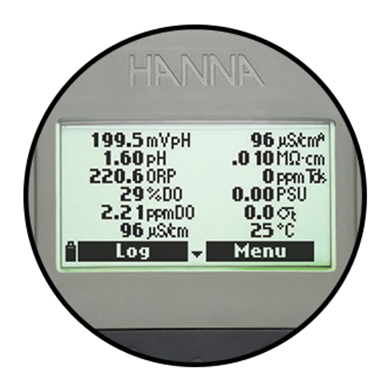 HANNA
199.5 mVpH 96 µS/cmᴬ
1.60 pH .010 MΩ·cm
220.6 ORP 0 ppm Tds
29 %DO 0.00 PSU
2.21 ppmDO 0.0 σt
96 µS/cm 25 °C
Log Menu